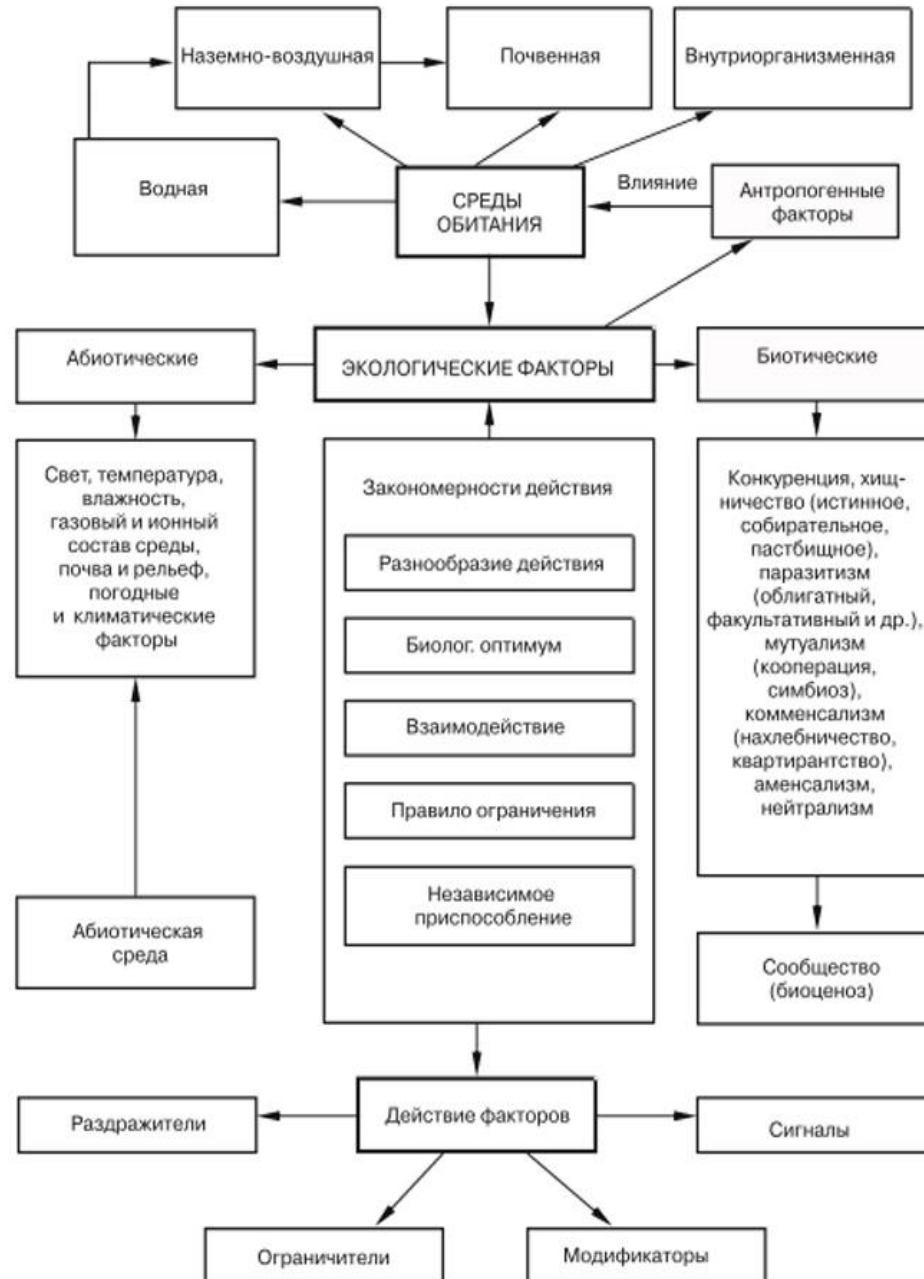 Наземно-воздушная
Почвенная
Внутриорганизменная
Водная
СРЕДЫ
ОБИТАНИЯ
Влияние
Антропогенные
факторы
Абиотические
ЭКОЛОГИЧЕСКИЕ ФАКТОРЫ
Биотические
Свет, температура,
влажность,
газовый и ионный
состав среды,
почва и рельеф,
погодные
и климатические
факторы
Закономерности действия
Разнообразие действия
Биолог. оптимум
Взаимодействие
Правило ограничения
Независимое
приспособление
Конкуренция, хищ-
ничество (истинное,
собирательное,
пастбищное),
паразитизм
(облигатный,
факультативный и др.),
мутуализм
(кооперация,
симбиоз),
комменсализм
(нахлебничество,
квартирантство),
аменсализм,
нейтрализм
Абиотическая
среда
Сообщество
(биоценоз)
Раздражители
Действие факторов
Сигналы
Ограничители
Модификаторы